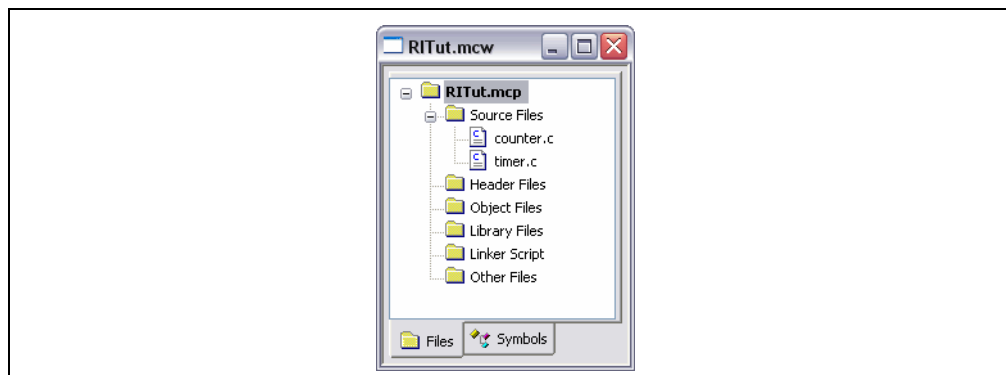 RITut.mcw
RITut.mcp
Source Files
counter.c
timer.c
Header Files
Object Files
Library Files
Linker Script
Other Files
Files Symbols